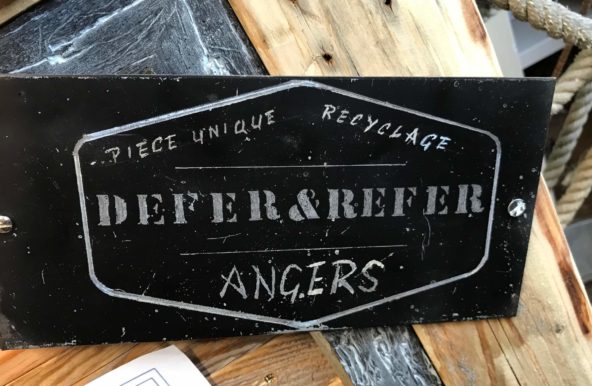 PIECE UNIQUE RECYCLAGE
DEFER&REFER
ANGERS